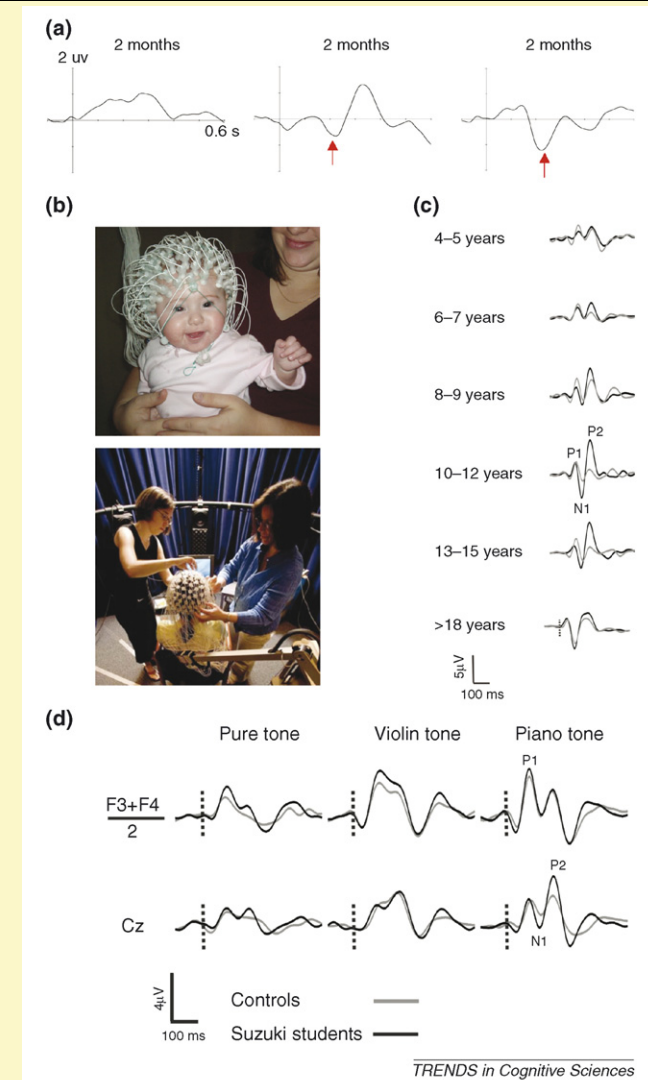 (a)
2 months 2 months 2 months
2 uv
0.6 s
(b)
(c)
4–5 years
6–7 years
8–9 years
P2
P1
10–12 years
N1
13–15 years
>18 years
5μV
100 ms
(d)
Pure tone Violin tone Piano tone
P1
F3+F4
2
P2
Cz
N1
4μV
100 ms
Controls
Suzuki students
TRENDS in Cognitive Sciences